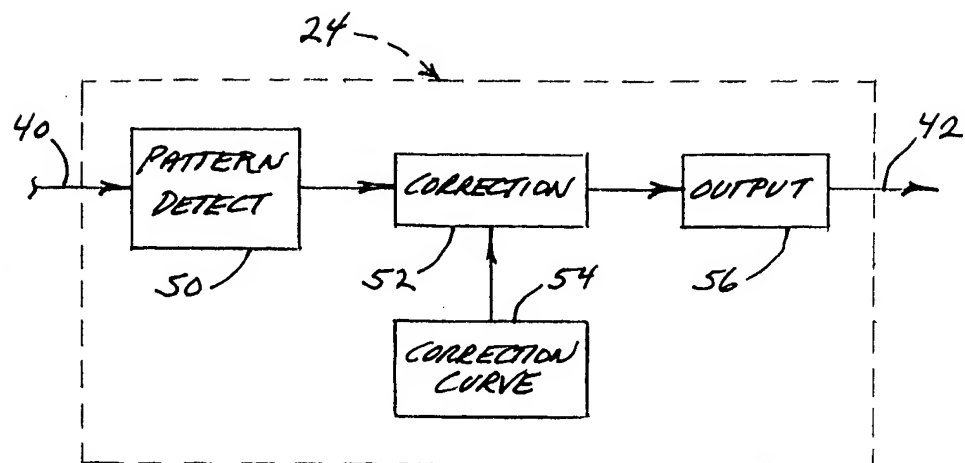 24
40
42
PATTERN
DETECT
CORRECTION
OUTPUT
50
52
54
56
CORRECTION
CURVE